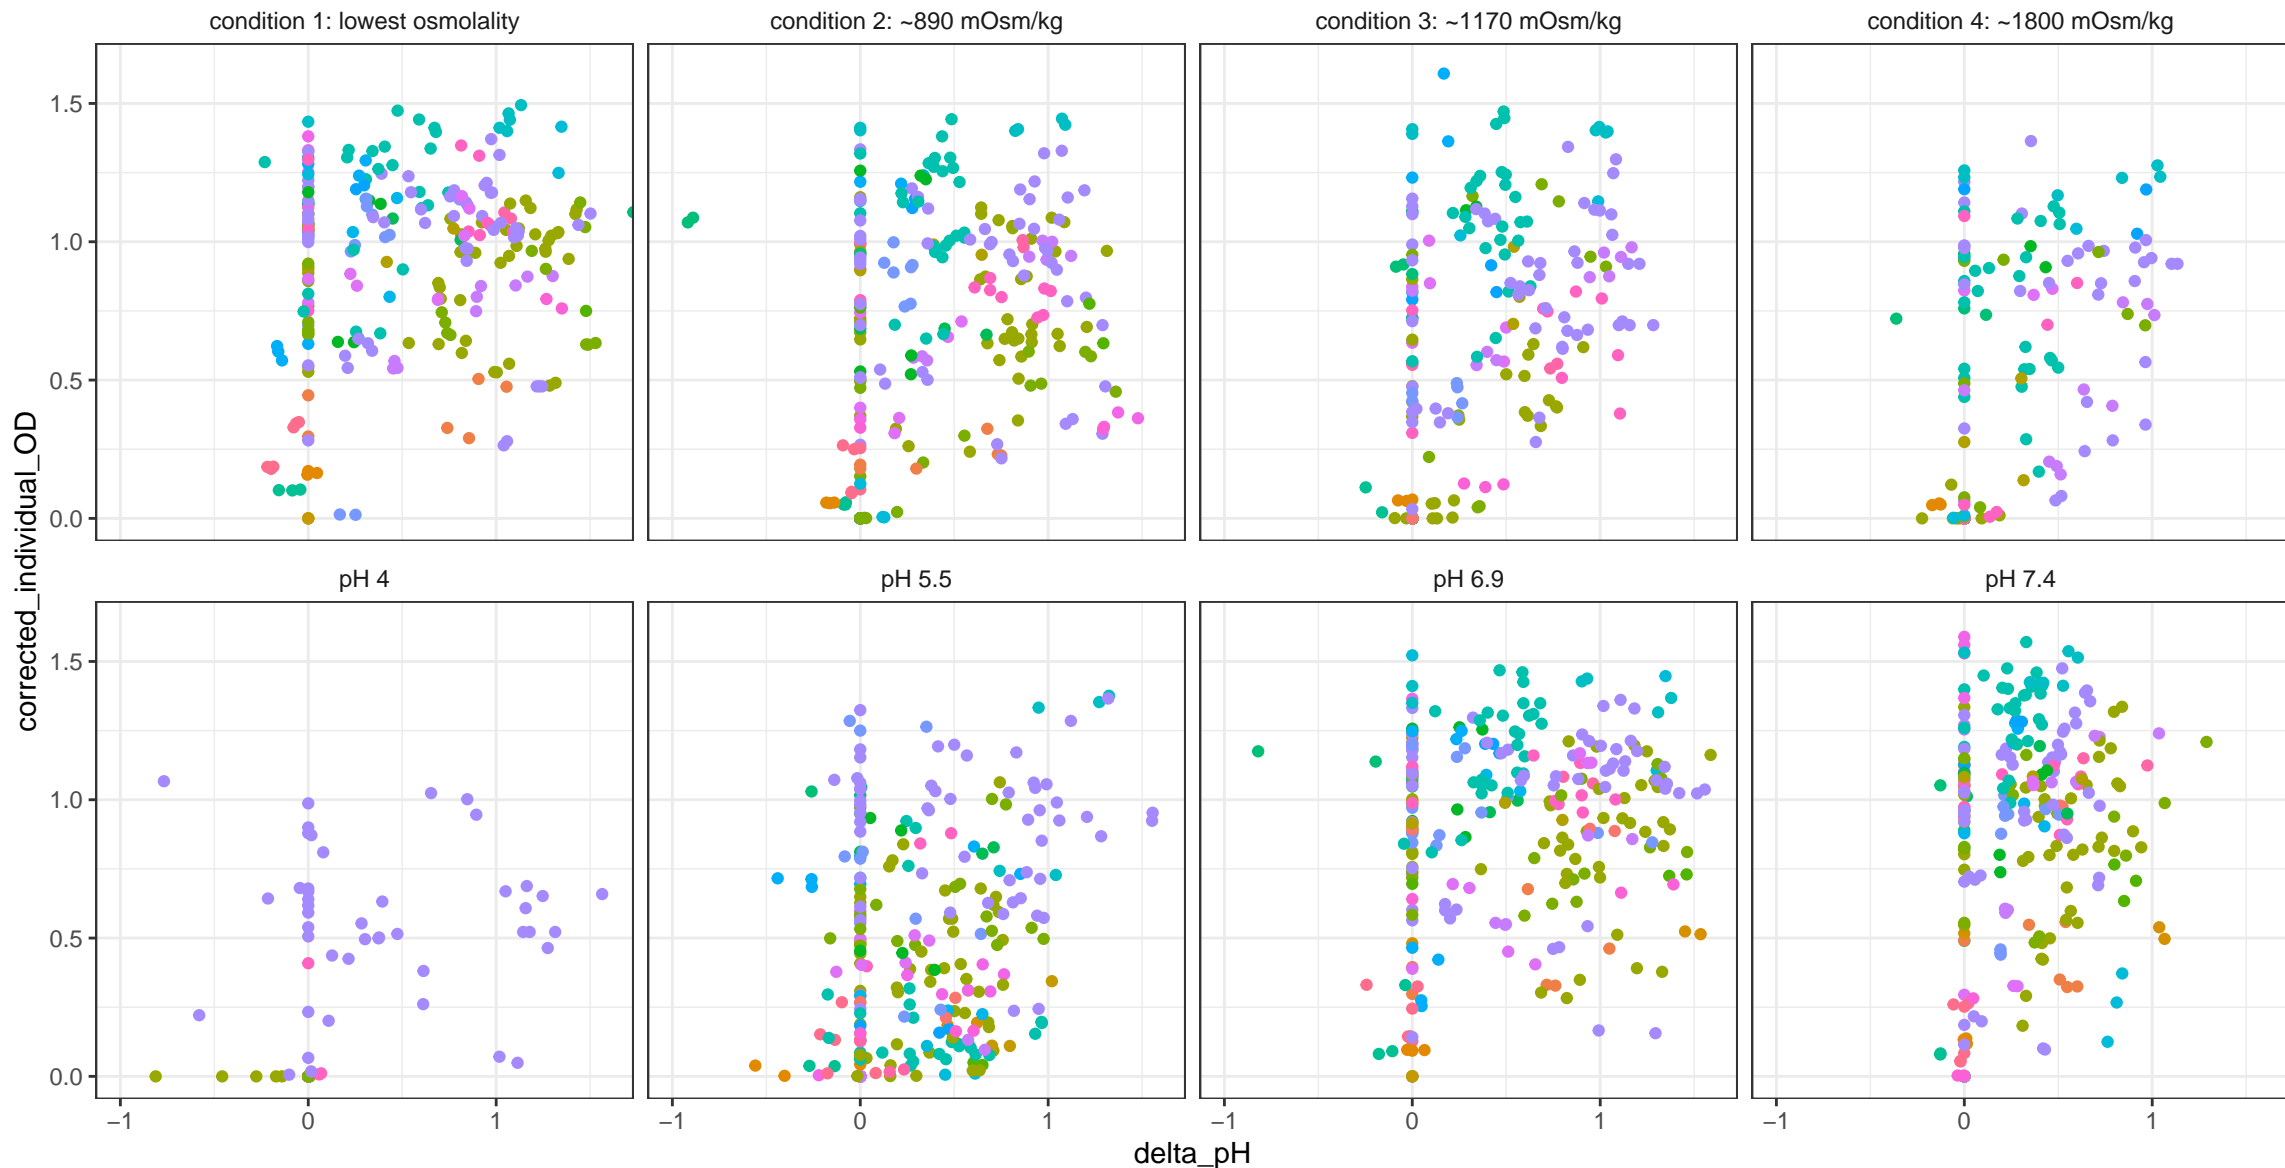 condition 1: lowest osmolality
condition 2: ~890 mOsm/kg
condition 3: ~1170 mOsm/kg
condition 4: ~1800 mOsm/kg
1.5
1.0
0.5
0.0
pH 4
pH 5.5
pH 6.9
pH 7.4
1.5
1.0
0.5
0.0
−1 0 1
−1 0 1
−1 0 1
−1 0 1
corrected_individual_OD
delta_pH